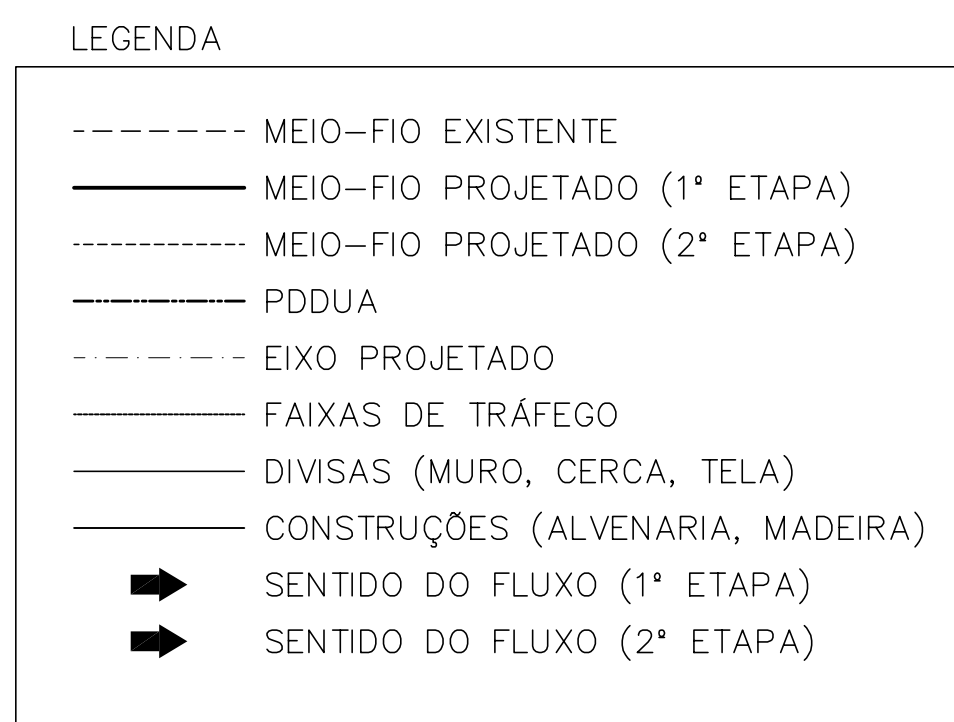 LEGENDA
MEIO-FIO EXISTENTE
MEIO-FIO PROJETADO (1ª ETAPA)
MEIO-FIO PROJETADO (2ª ETAPA)
PDDUA
EIXO PROJETADO
FAIXAS DE TRÁFEGO
DIVISAS (MURO, CERCA, TELA)
CONSTRUÇÕES (ALVENARIA, MADEIRA)
SENTIDO DO FLUXO (1ª ETAPA)
SENTIDO DO FLUXO (2ª ETAPA)